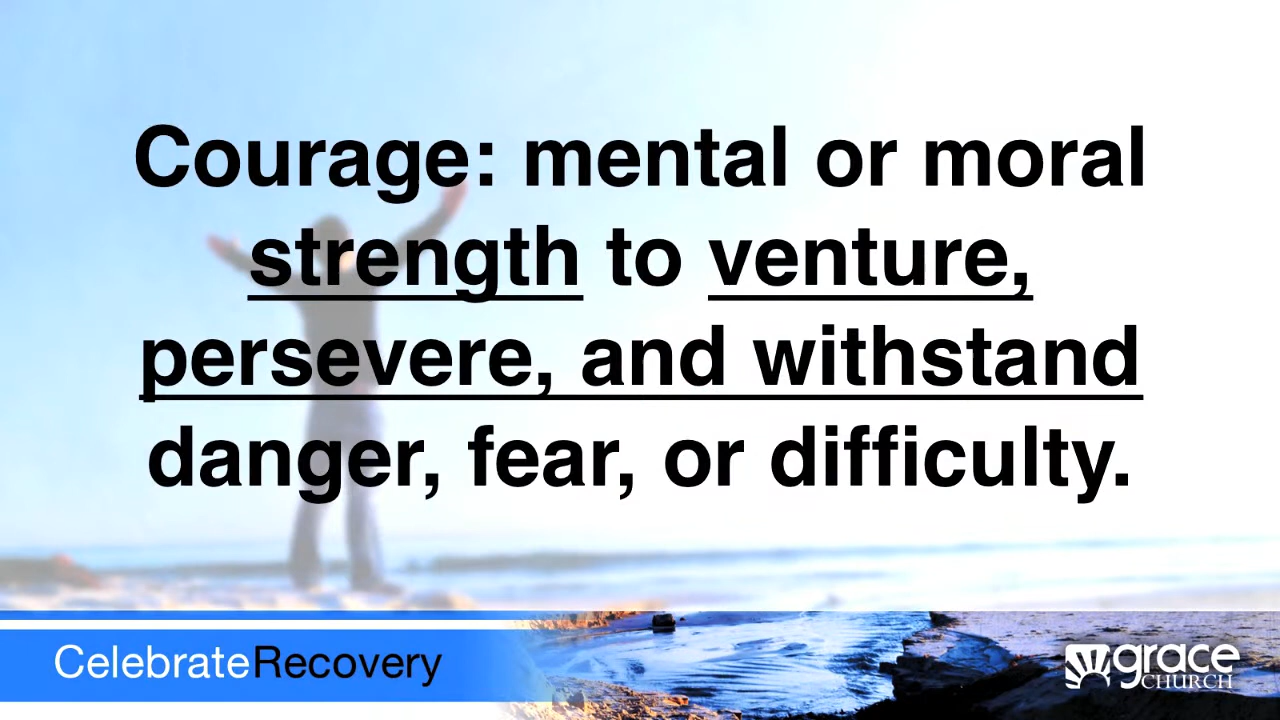 Courage: mental or moral
strength to venture,
persevere, and withstand
danger, fear, or difficulty.
CelebrateRecovery
grace
CHURCH